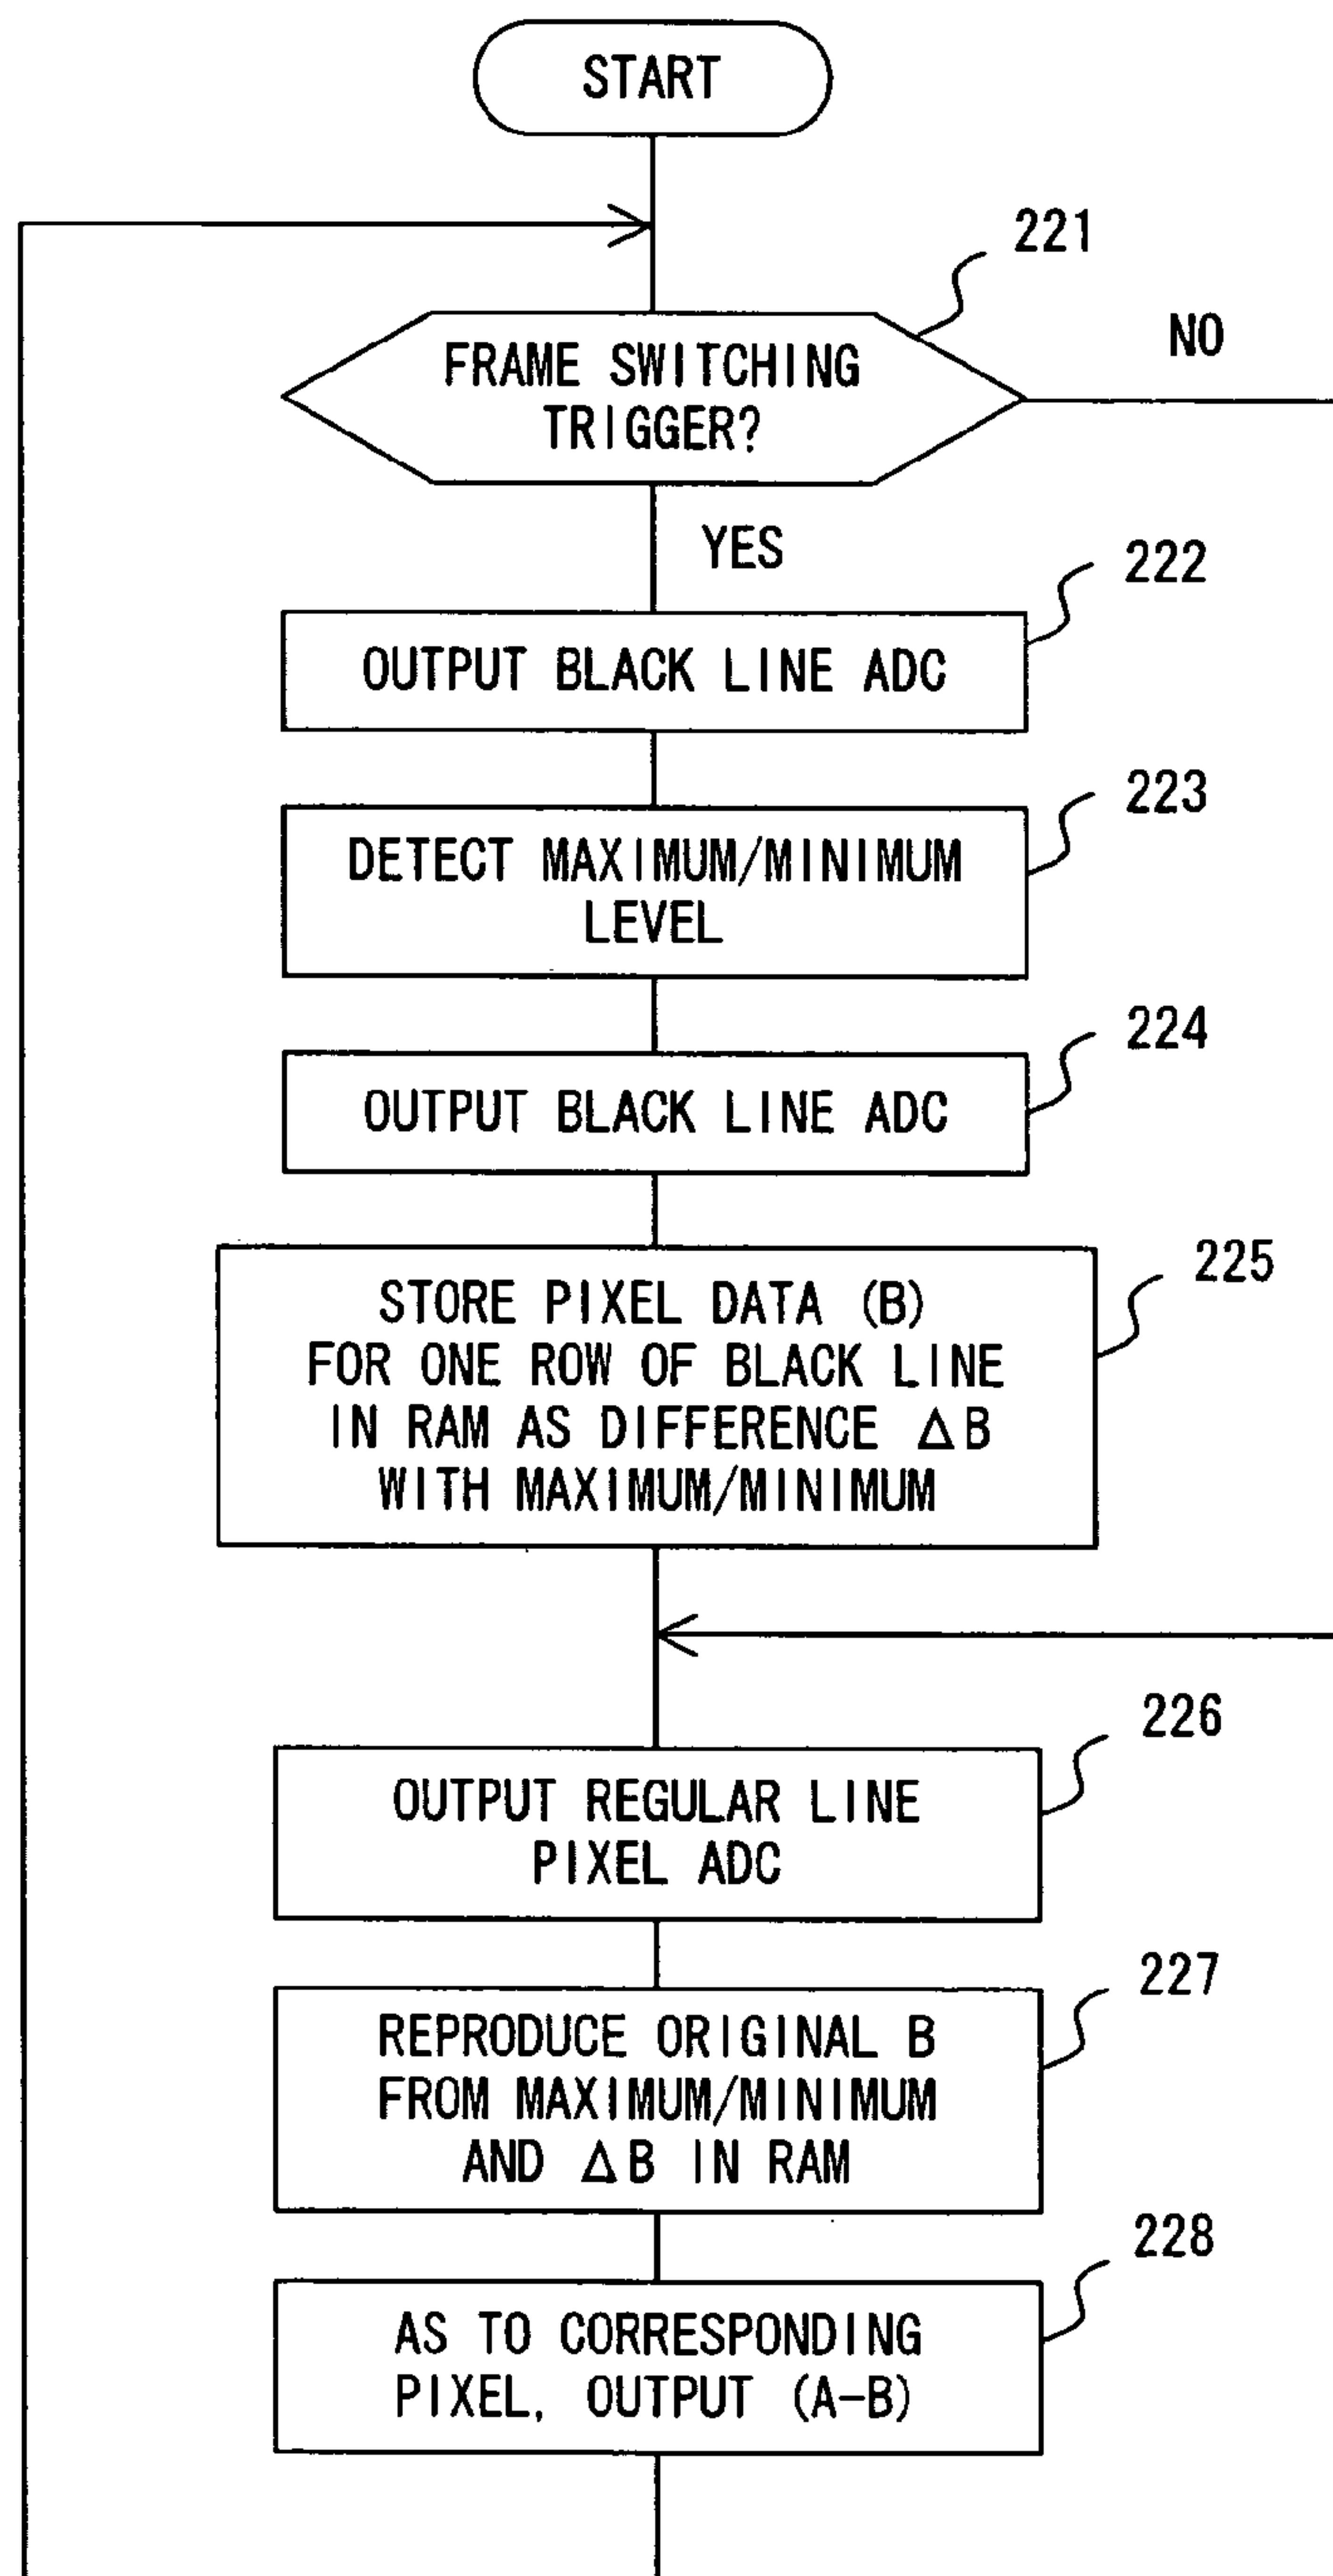 START
221
NO
FRAME SWITCHING
TRIGGER?
YES
222
OUTPUT BLACK LINE ADC
223
DETECT MAXIMUM/MINIMUM
LEVEL
224
OUTPUT BLACK LINE ADC
225
STORE PIXEL DATA (B)
FOR ONE ROW OF BLACK LINE
IN RAM AS DIFFERENCE ΔB
WITH MAXIMUM/MINIMUM
226
OUTPUT REGULAR LINE
PIXEL ADC
227
REPRODUCE ORIGINAL B
FROM MAXIMUM/MINIMUM
AND ΔB IN RAM
228
AS TO CORRESPONDING
PIXEL, OUTPUT (A-B)